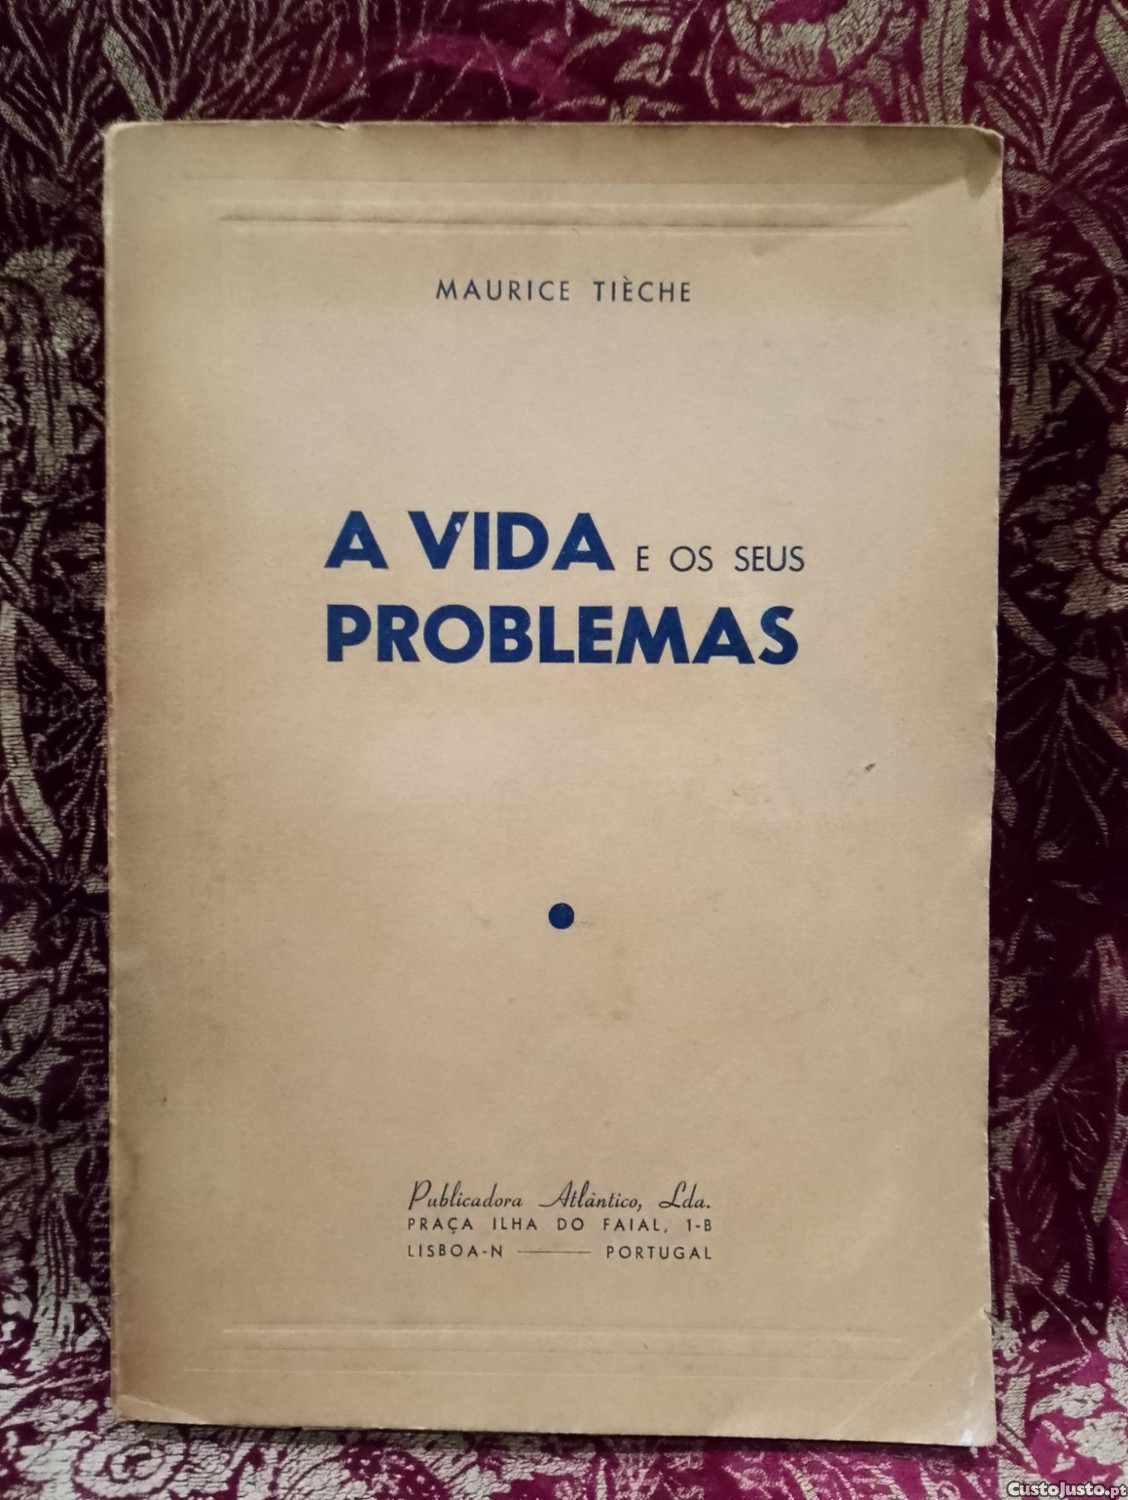 MAURICE TIÈCHE
A VIDA E OS SEUS
PROBLEMAS
Publicadora Atlântico, Lda.
PRAÇA ILHA DO FAIAL, 1-B
LISBOA-N — PORTUGAL
CustoJusto.pt